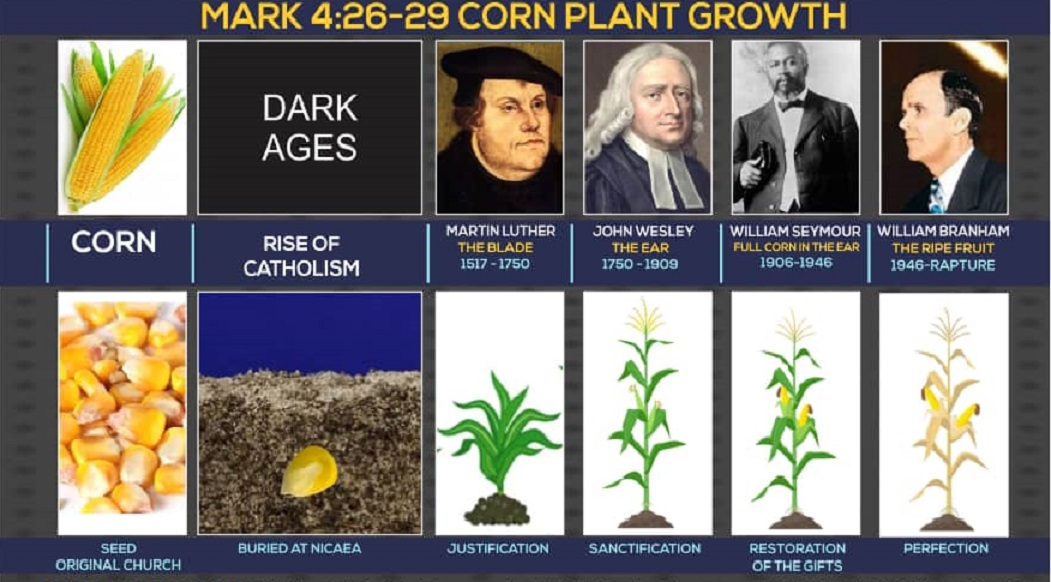 MARK 4:26-29 CORN PLANT GROWTH
DARK
AGES
CORN
RISE OF
CATHOLISM
MARTIN LUTHER
THE BLADE
1517 - 1750
JOHN WESLEY
THE EAR
1750 - 1909
WILLIAM SEYMOUR
FULL CORN IN THE EAR
1906-1946
WILLIAM BRANHAM
THE RIPE FRUIT
1946-RAPTURE
SEED
ORIGINAL CHURCH
BURIED AT NICAEA
JUSTIFICATION
SANCTIFICATION
RESTORATION
OF THE GIFTS
PERFECTION